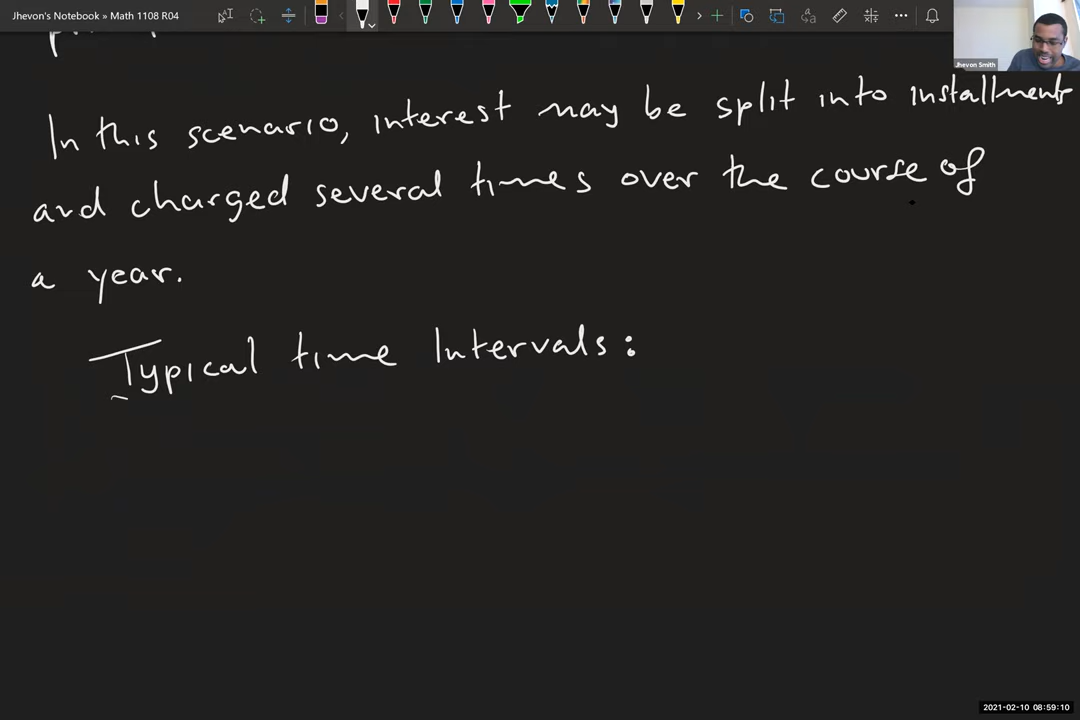 Jhevon's Notebook » Math 1108 R04
Jhevon Smith
In this scenario, interest may be split into installments
and charged several times over the course of
a year.
Typical time Intervals:
2021-02-10 08:59:10